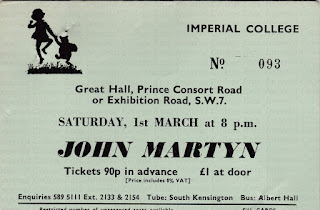 IMPERIAL COLLEGE
No 093
Great Hall, Prince Consort Road
or Exhibition Road, S.W.7.
SATURDAY, 1st MARCH at 8 p.m.
JOHN MARTYN
Tickets 90p in advance £1 at door
[Price includes 8% VAT]
Enquiries 589 5111 Ext. 2133 & 2154 Tube: South Kensington Bus: Albert Hall